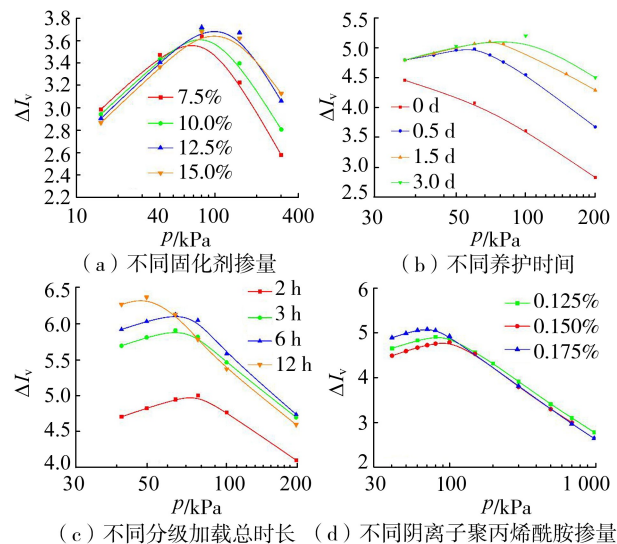 3.8
3.6
3.4
3.2
3.0
2.8
2.6
2.4
2.2
ΔIv
7.5%
10.0%
12.5%
15.0%
10 40 100 400
p/kPa
（a）不同固化剂掺量
5.5
5.0
4.5
4.0
3.5
3.0
2.5
ΔIv
0 d
0.5 d
1.5 d
3.0 d
30 50 100 200
p/kPa
（b）不同养护时间
6.5
6.0
5.5
5.0
4.5
4.0
ΔIv
2 h
3 h
6 h
12 h
30 50 100 200
p/kPa
（c）不同分级加载总时长
6
5
4
3
2
ΔIv
0.125%
0.150%
0.175%
30 100 1 000
p/kPa
（d）不同阴离子聚丙烯酰胺掺量